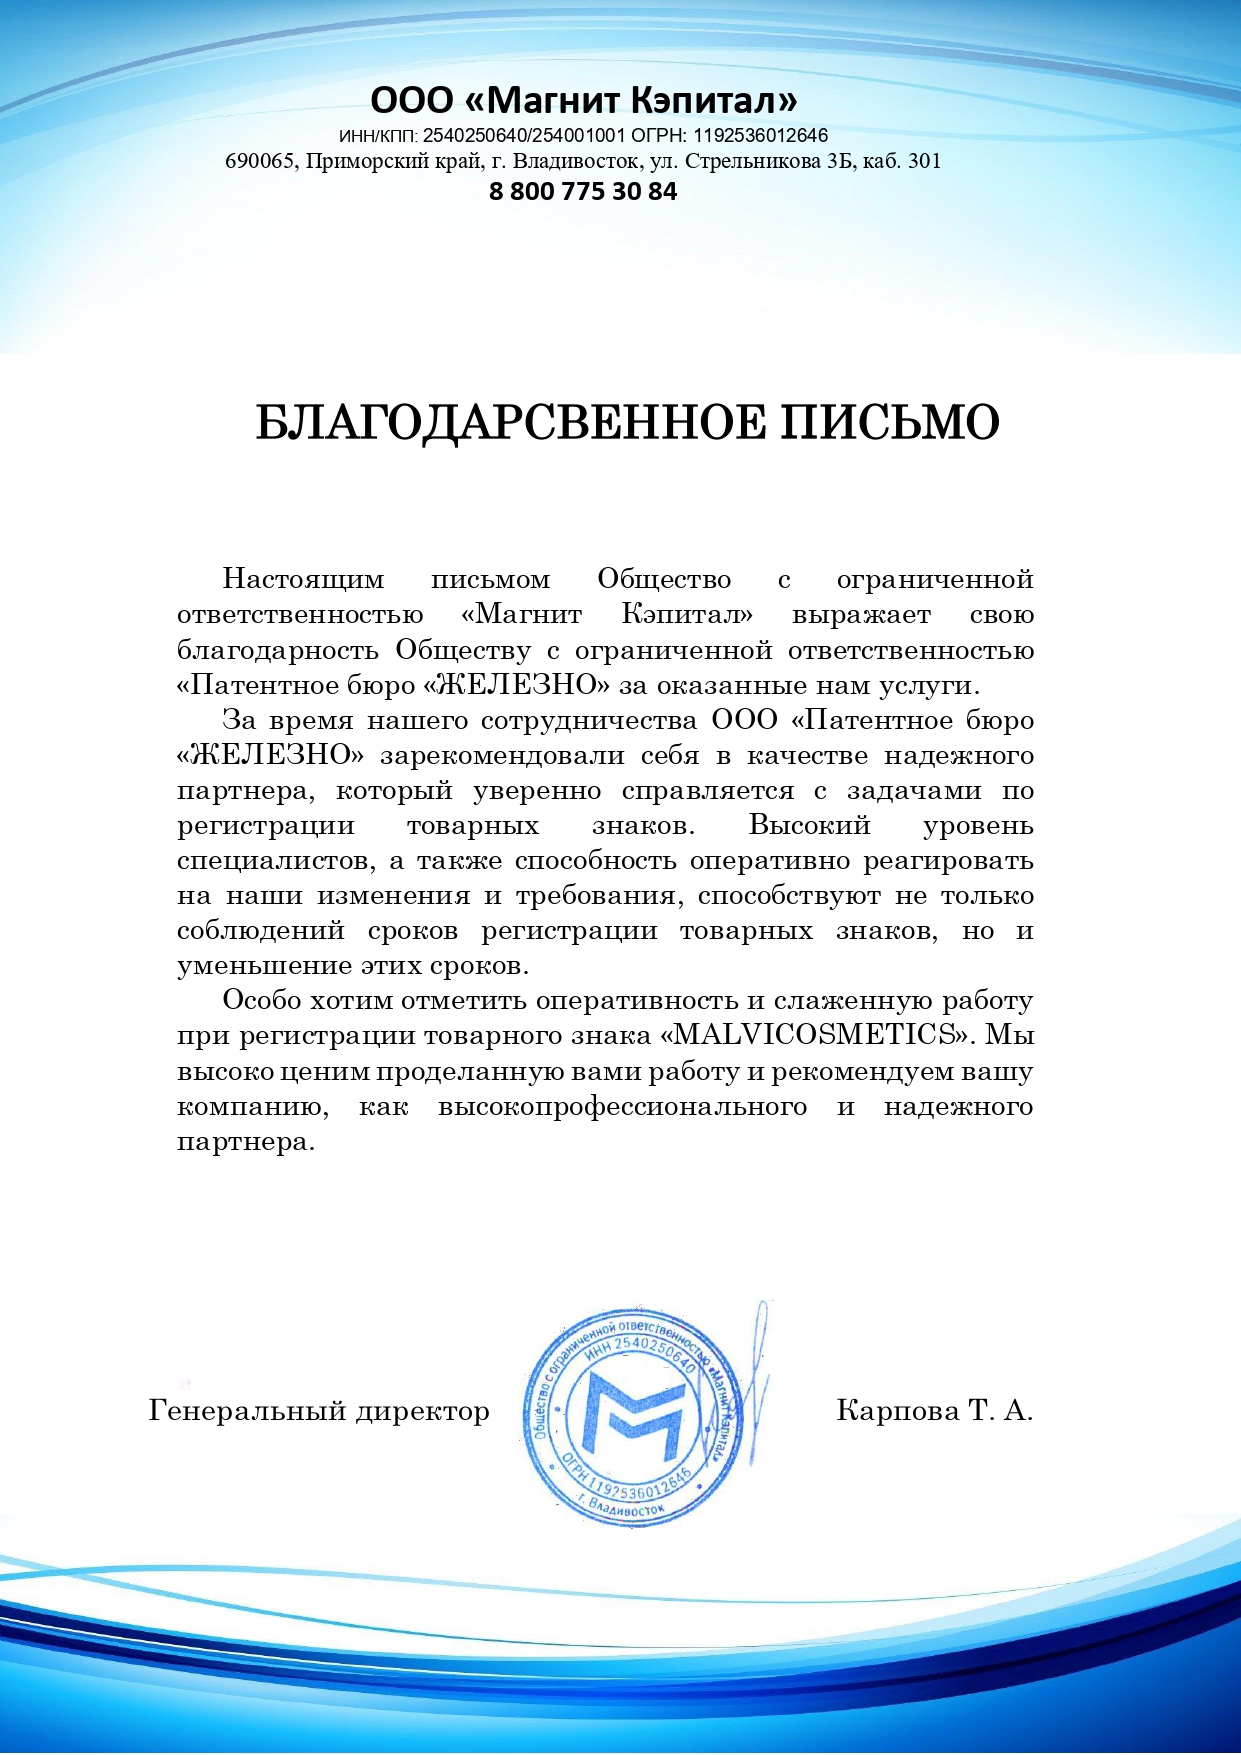 ООО «Магнит Кэпитал»
ИНН/КПП: 2540250640/254001001 ОГРН: 1192536012646
690065, Приморский край, г. Владивосток, ул. Стрельникова 3Б, каб. 301
8 800 775 30 84
БЛАГОДАРСВЕННОЕ ПИСЬМО
Настоящим письмом Общество с ограниченной
ответственностью «Магнит Кэпитал» выражает свою
благодарность Обществу с ограниченной ответственностью
«Патентное бюро «ЖЕЛЕЗНО» за оказанные нам услуги.
За время нашего сотрудничества ООО «Патентное бюро
«ЖЕЛЕЗНО» зарекомендовали себя в качестве надежного
партнера, который уверенно справляется с задачами по
регистрации товарных знаков. Высокий уровень
специалистов, а также способность оперативно реагировать
на наши изменения и требования, способствуют не только
соблюдений сроков регистрации товарных знаков, но и
уменьшение этих сроков.
Особо хотим отметить оперативность и слаженную работу
при регистрации товарного знака «MALVICOSMETICS». Мы
высоко ценим проделанную вами работу и рекомендуем вашу
компанию, как высокопрофессионального и надежного
партнера.
Генеральный директор
Общество с ограниченной ответственностью «Магнит Кэпитал»
ИНН 2540250640
ОГРН 1192536012646
г. Владивосток
Карпова Т. А.